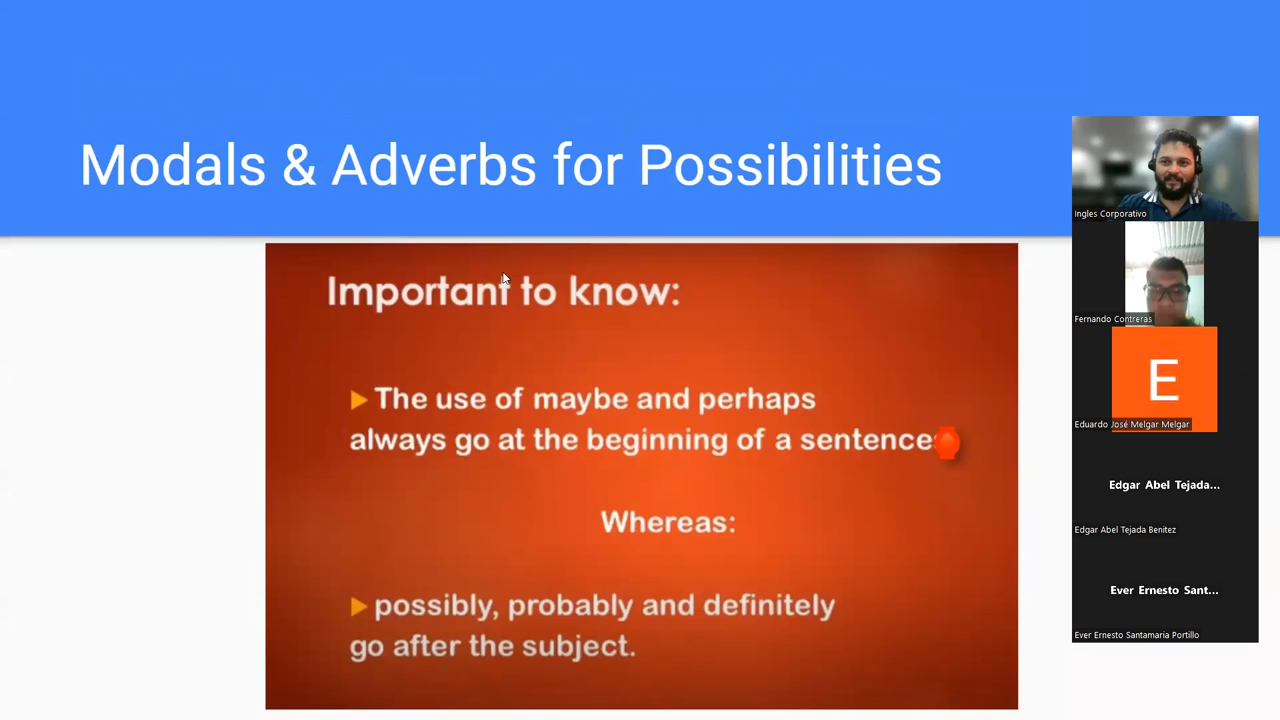 Modals & Adverbs for Possibilities
Important to know:
The use of maybe and perhaps
always go at the beginning of a sentence
Whereas:
possibly, probably and definitely
go after the subject.
Ingles Corporativo
Fernando Contreras
E
Eduardo José Melgar Melgar
Edgar Abel Tejada...
Edgar Abel Tejada Benitez
Ever Ernesto Sant...
Ever Ernesto Santamaria Portillo